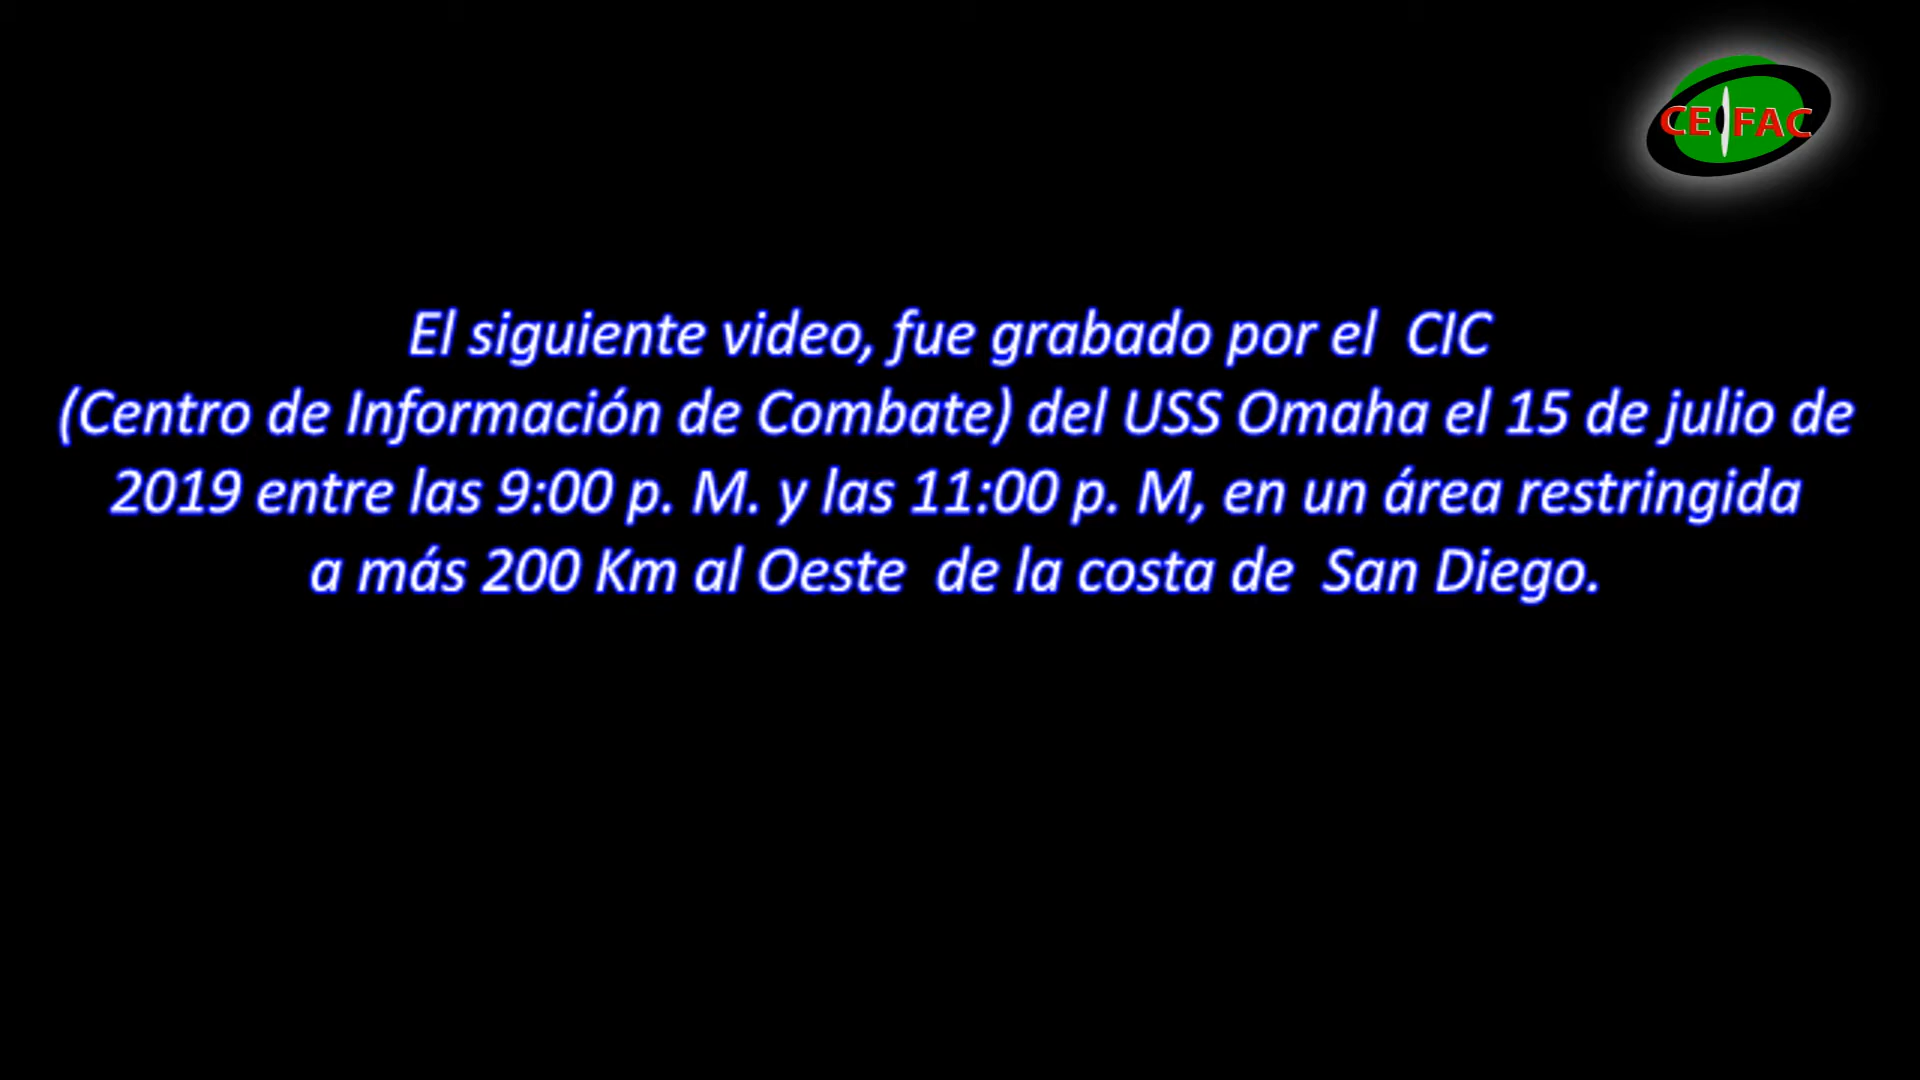 CEFAC
El siguiente video, fue grabado por el CIC
(Centro de Información de Combate) del USS Omaha el 15 de julio de
2019 entre las 9:00 p. M. y las 11:00 p. M, en un área restringida
a más 200 Km al Oeste de la costa de San Diego.